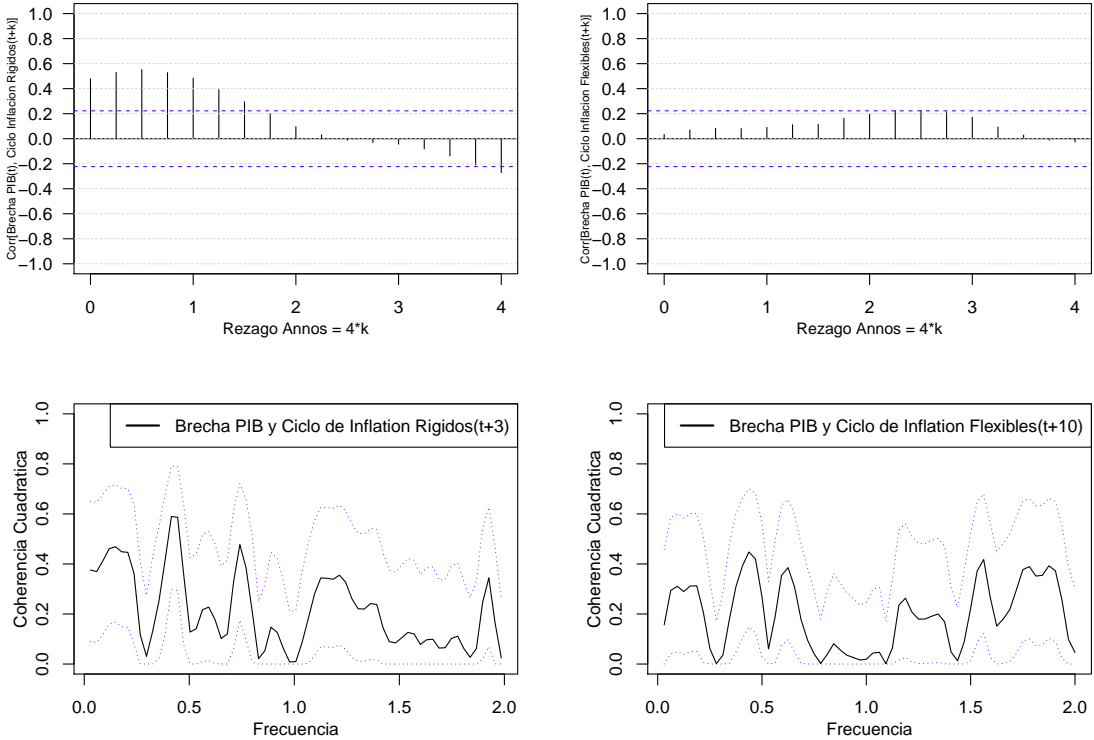 Corr[Brecha PIB(t), Ciclo Inflacion Rigidos(t+k)]
1.0
0.8
0.6
0.4
0.2
0.0
−0.2
−0.4
−0.6
−0.8
−1.0
0 1 2 3 4
Rezago Annos = 4*k
Corr[Brecha PIB(t), Ciclo Inflacion Flexibles(t+k)]
1.0
0.8
0.6
0.4
0.2
0.0
−0.2
−0.4
−0.6
−0.8
−1.0
0 1 2 3 4
Rezago Annos = 4*k
Brecha PIB y Ciclo de Inflation Rigidos(t+3)
Coherencia Cuadratica
1.0
0.8
0.6
0.4
0.2
0.0
0.0 0.5 1.0 1.5 2.0
Frecuencia
Brecha PIB y Ciclo de Inflation Flexibles(t+10)
Coherencia Cuadratica
1.0
0.8
0.6
0.4
0.2
0.0
0.0 0.5 1.0 1.5 2.0
Frecuencia